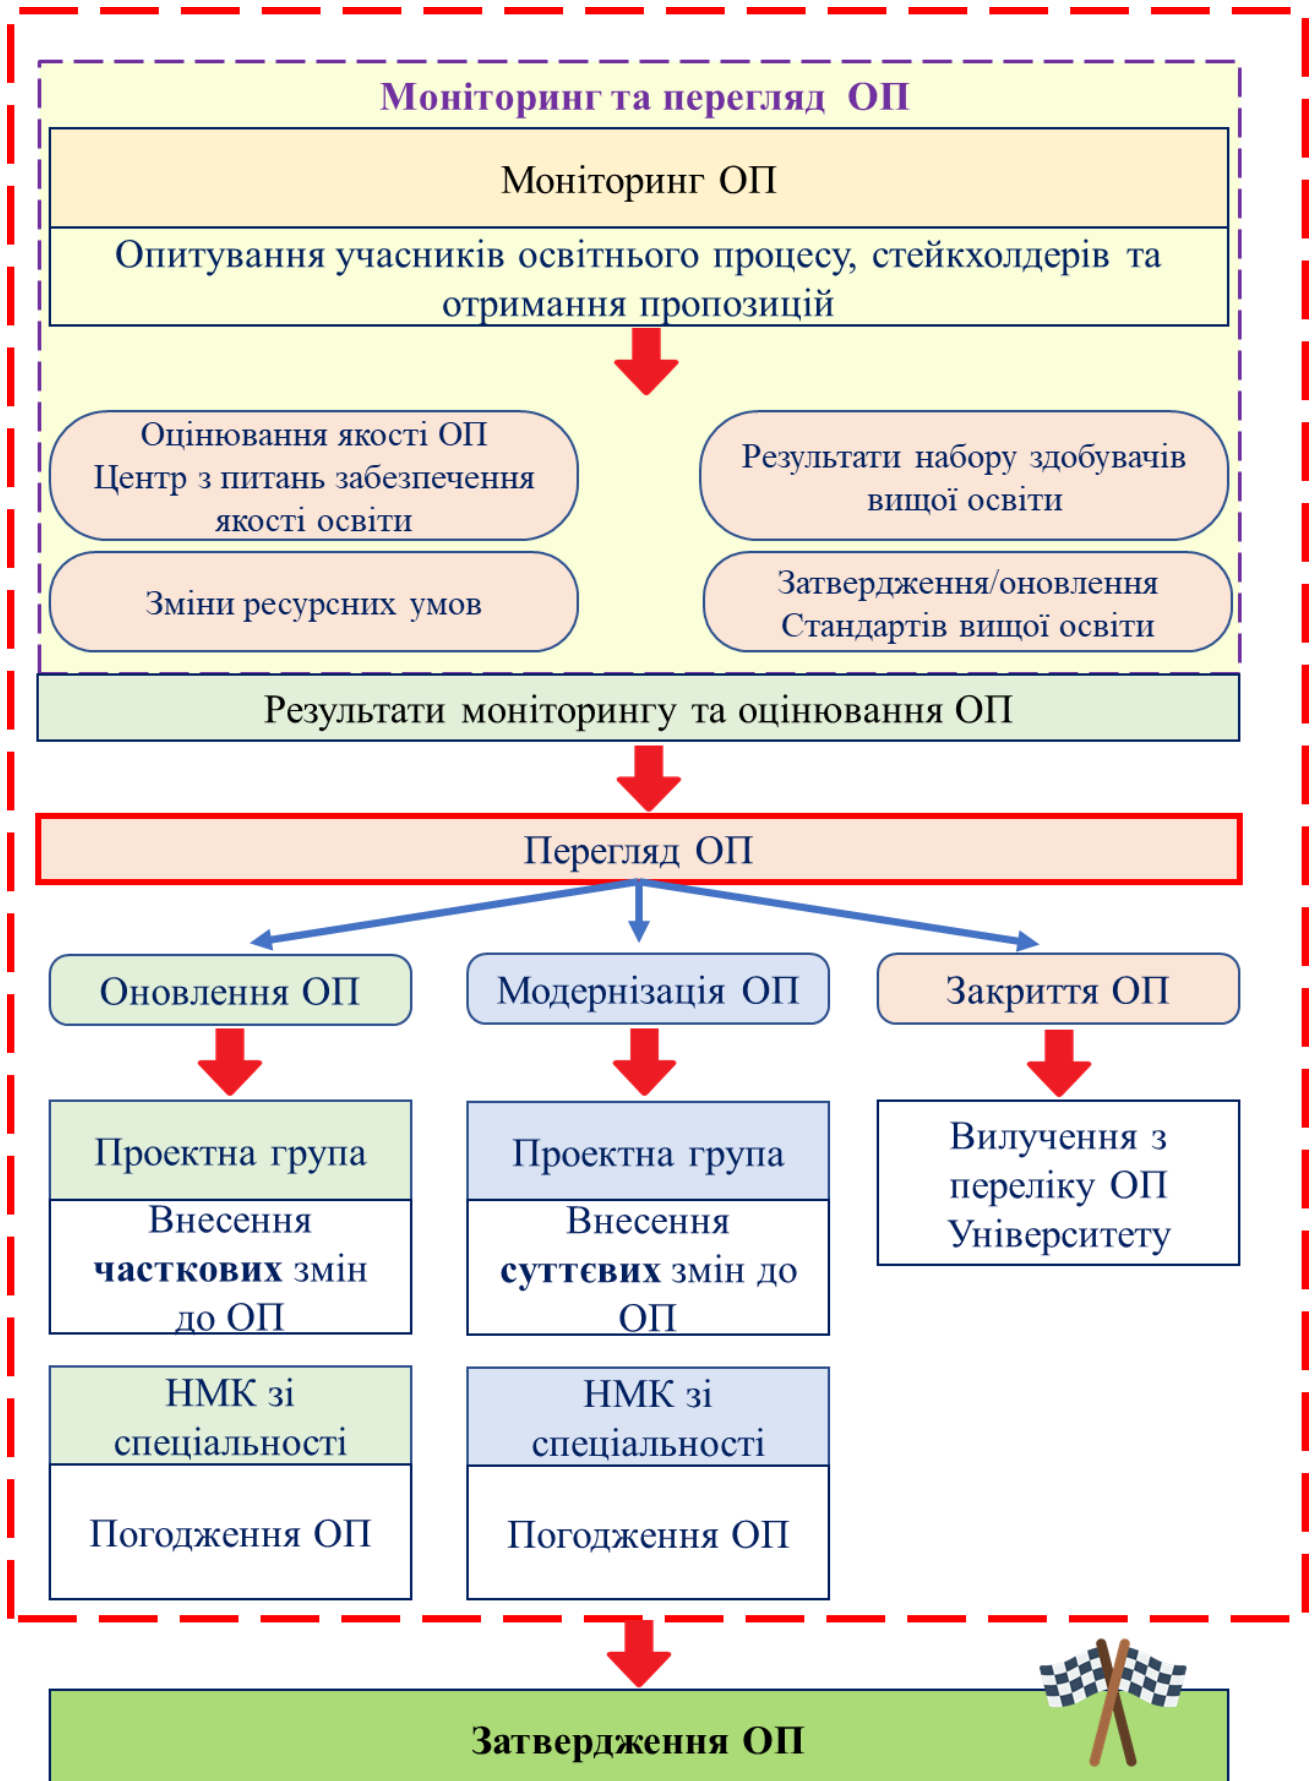 Моніторинг та перегляд ОП
Моніторинг ОП
Опитування учасників освітнього процесу, стейкхолдерів та
отримання пропозицій
Оцінювання якості ОП
Центр з питань забезпечення
якості освіти
Результати набору здобувачів
вищої освіти
Зміни ресурсних умов
Затвердження/оновлення
Стандартів вищої освіти
Результати моніторингу та оцінювання ОП
Перегляд ОП
Оновлення ОП
Модернізація ОП
Закриття ОП
Проектна група
Внесення
часткових змін
до ОП
Проектна група
Внесення
суттєвих змін до
ОП
Вилучення з
переліку ОП
Університету
НМК зі
спеціальності
Погодження ОП
НМК зі
спеціальності
Погодження ОП
Затвердження ОП